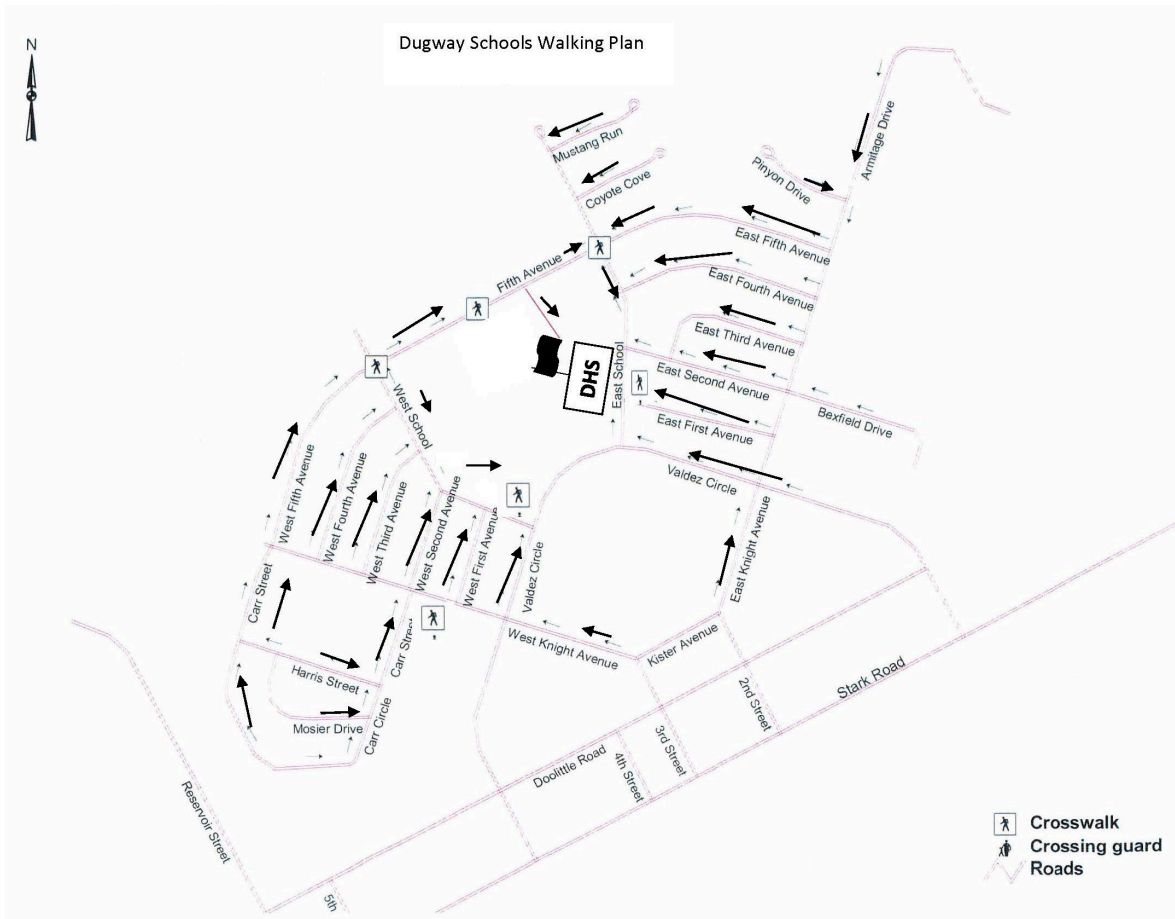 Dugway Schools Walking Plan
N
Mustang Run
Coyote Cove
Pinyon Drive
Armitage Drive
East Fifth Avenue
East Fourth Avenue
East Third Avenue
East Second Avenue
East First Avenue
Bexfield Drive
Fifth Avenue
DHS
East School
West School
Valdez Circle
West Fifth Avenue
West Fourth Avenue
West Third Avenue
West Second Avenue
West First Avenue
Valdez Circle
East Knight Avenue
Carr Street
Carr Street
West Knight Avenue
Kister Avenue
Harris Street
Mosier Drive
Carr Circle
Stark Road
2nd Street
3rd Street
4th Street
Doolittle Road
Reservoir Street
5th
Crosswalk
Crossing guard
Roads